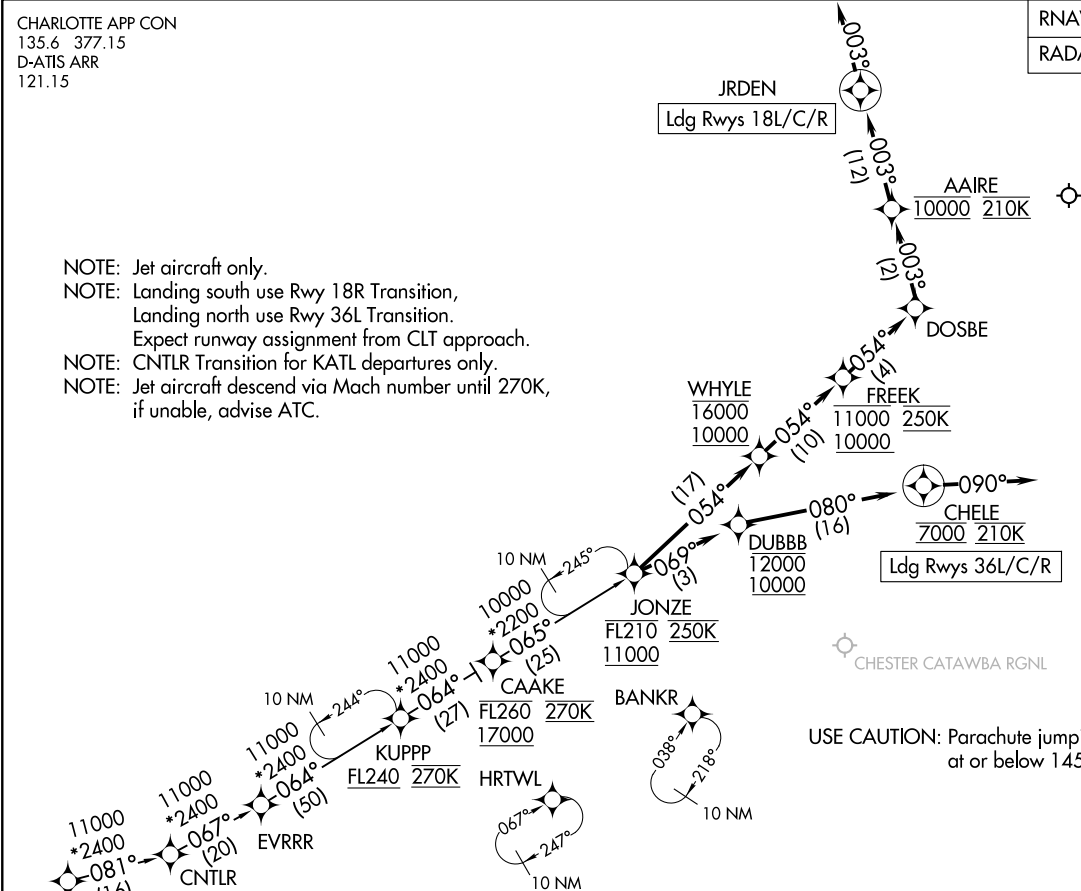 CHARLOTTE APP CON
135.6 377.15
D-ATIS ARR
121.15
003°
JRDEN
Ldg Rwys 18L/C/R
003°
(12)
AAIRE
10000 210K
003°
(2)
DOSBE
NOTE: Jet aircraft only.
NOTE: Landing south use Rwy 18R Transition,
Landing north use Rwy 36L Transition.
Expect runway assignment from CLT approach.
NOTE: CNTLR Transition for KATL departures only.
NOTE: Jet aircraft descend via Mach number until 270K,
if unable, advise ATC.
054°
(4)
FREEK
11000 250K
10000
WHYLE
16000
10000
054°
(10)
(17)
054°
090°
CHELE
7000 210K
Ldg Rwys 36L/C/R
080°
(16)
DUBBB
12000
10000
069°
(3)
10 NM
245°
JONZE
FL210 250K
11000
10000
*2200
065°
(25)
CAAKE
FL260 270K
17000
CHESTER CATAWBA RGNL
11000
*2400
064°
(27)
10 NM
244°
KUPPP
FL240 270K
BANKR
038°
218°
10 NM
USE CAUTION: Parachute
at or below
11000
*2400
064°
(50)
EVRRR
HRTWL
067°
247°
10 NM
11000
*2400
067°
(20)
CNTLR
11000
*2400
081°